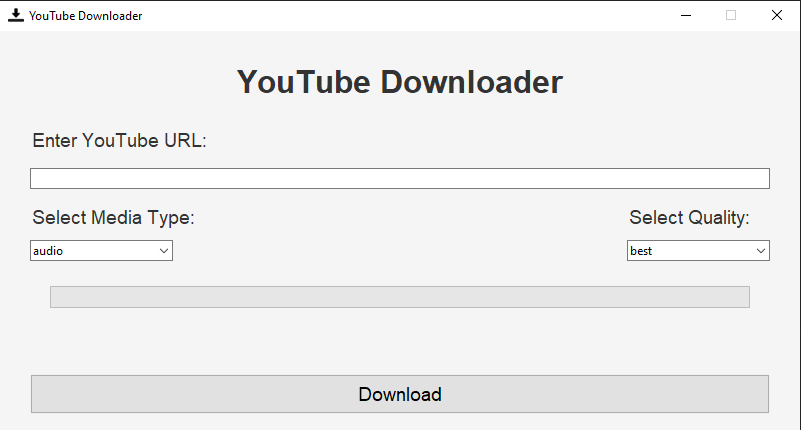 YouTube Downloader
YouTube Downloader
Enter YouTube URL:
Select Media Type: Select Quality:
audio best
Download